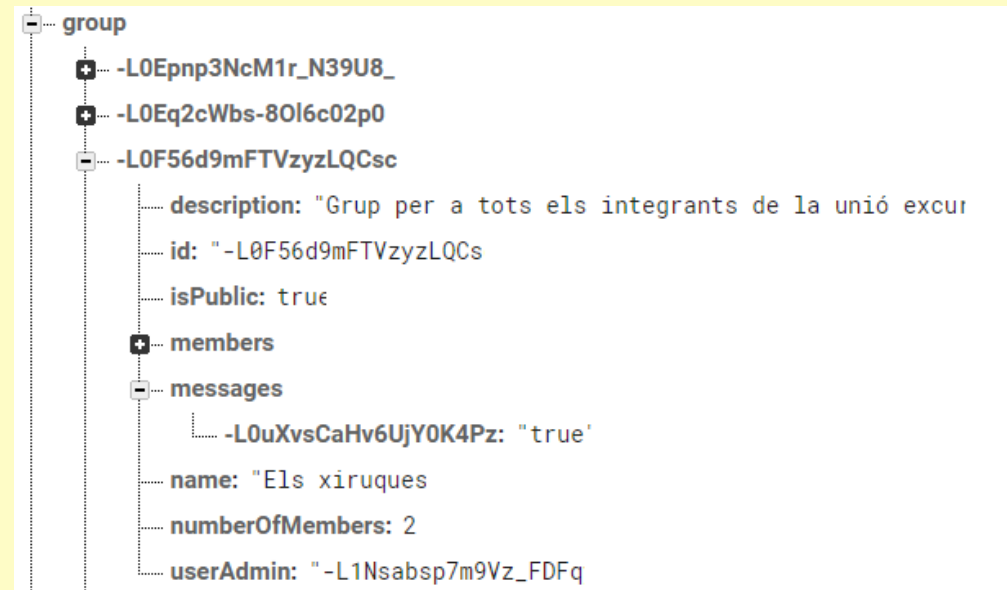 group
-L0Epnp3NcM1r_N39U8_
-L0Eq2cWbs-8Ol6c02p0
-L0F56d9mFTVzyzLQCsc
description: "Grup per a tots els integrants de la unió excur
id: "-L0F56d9mFTVzyzLQCs
isPublic: true
members
messages
-L0uXvsCaHv6UjY0K4Pz: "true"
name: "Els xiruques
numberOfMembers: 2
userAdmin: "-L1Nsabsp7m9Vz_FDFq